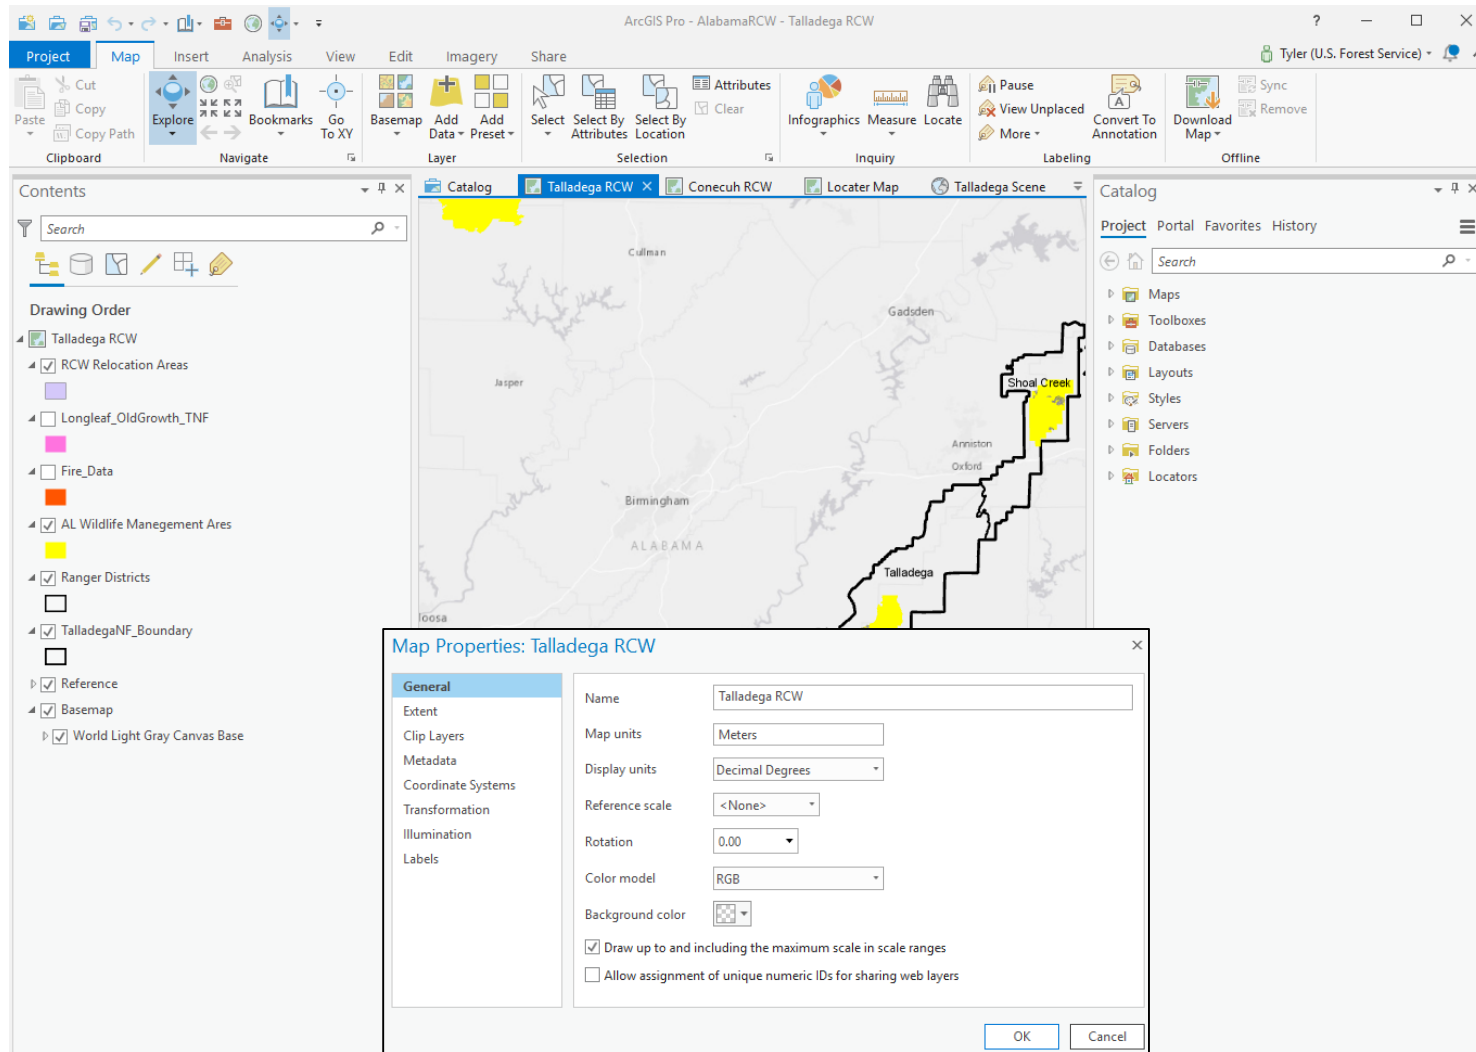 ArcGIS Pro - AlabamaRCW - Talladega RCW
?
Project Map Insert Analysis View Edit Imagery Share
Tyler (U.S. Forest Service)
Paste
Cut
Copy
Copy Path
Clipboard
Explore
Bookmarks
Go
To XY
Navigate
Basemap
Add
Data
Add
Preset
Layer
Select
Select By
Attributes
Select By
Location
Attributes
Clear
Selection
Infographics
Measure
Locate
Inquiry
Pause
View Unplaced
More
Convert To
Annotation
Labeling
Download
Map
Sync
Remove
Offline
Contents
Search
Drawing Order
Talladega RCW
RCW Relocation Areas
Longleaf_OldGrowth_TNF
Fire_Data
AL Wildlife Manegement Ares
Ranger Districts
TalladegaNF_Boundary
Reference
Basemap
World Light Gray Canvas Base
Catalog
Talladega RCW
Conecuh RCW
Locater Map
Talladega Scene
Cullman
Gadsden
Jasper
Shoal Creek
Anniston
Oxford
Birmingham
ALABAMA
Talladega
loosa
Catalog
Project Portal Favorites History
Search
Maps
Toolboxes
Databases
Layouts
Styles
Servers
Folders
Locators
Map Properties: Talladega RCW
General
Extent
Clip Layers
Metadata
Coordinate Systems
Transformation
Illumination
Labels
Name Talladega RCW
Map units Meters
Display units Decimal Degrees
Reference scale <None>
Rotation 0.00
Color model RGB
Background color
Draw up to and including the maximum scale in scale ranges
Allow assignment of unique numeric IDs for sharing web layers
OK Cancel